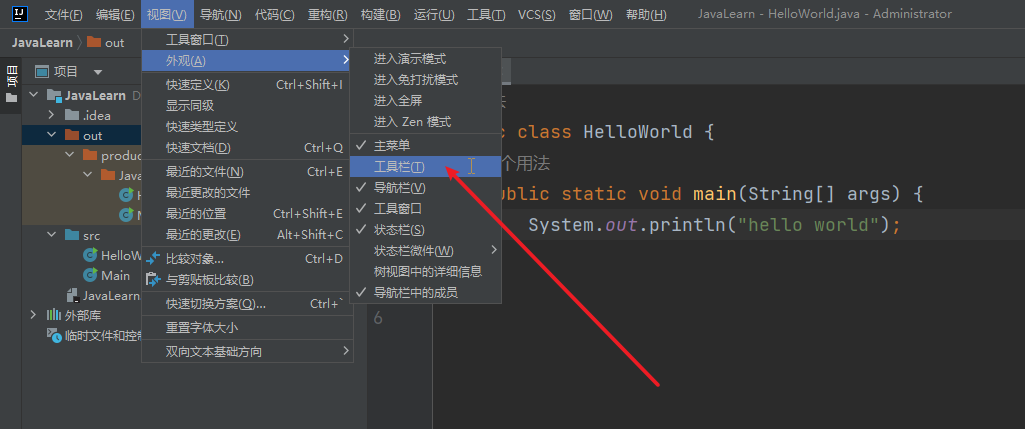 文件(F) 编辑(E) 视图(V) 导航(N) 代码(C) 重构(R) 构建(B) 运行(U) 工具(T) VCS(S) 窗口(W) 帮助(H) JavaLearn - HelloWorld.java - Administrator
JavaLearn out
项目
项目
JavaLearn D
.idea
out
produc
Java
H
M
src
HelloW
Main
JavaLearn
外部库
临时文件和控制
工具窗口(T)
外观(A)
快速定义(K) Ctrl+Shift+I
显示同级
快速类型定义
快速文档(D) Ctrl+Q
最近的文件(N) Ctrl+E
最近更改的文件
最近的位置 Ctrl+Shift+E
最近的更改(E) Alt+Shift+C
比较对象... Ctrl+D
与剪贴板比较(B)
快速切换方案(Q)... Ctrl+`
重置字体大小
双向文本基础方向
进入演示模式
进入免打扰模式
进入全屏
进入 Zen 模式
主菜单
工具栏(T)
导航栏(V)
工具窗口
状态栏(S)
状态栏微件(W)
树视图中的详细信息
导航栏中的成员
c class HelloWorld {
个用法
ublic static void main(String[] args) {
System.out.println("hello world");
6